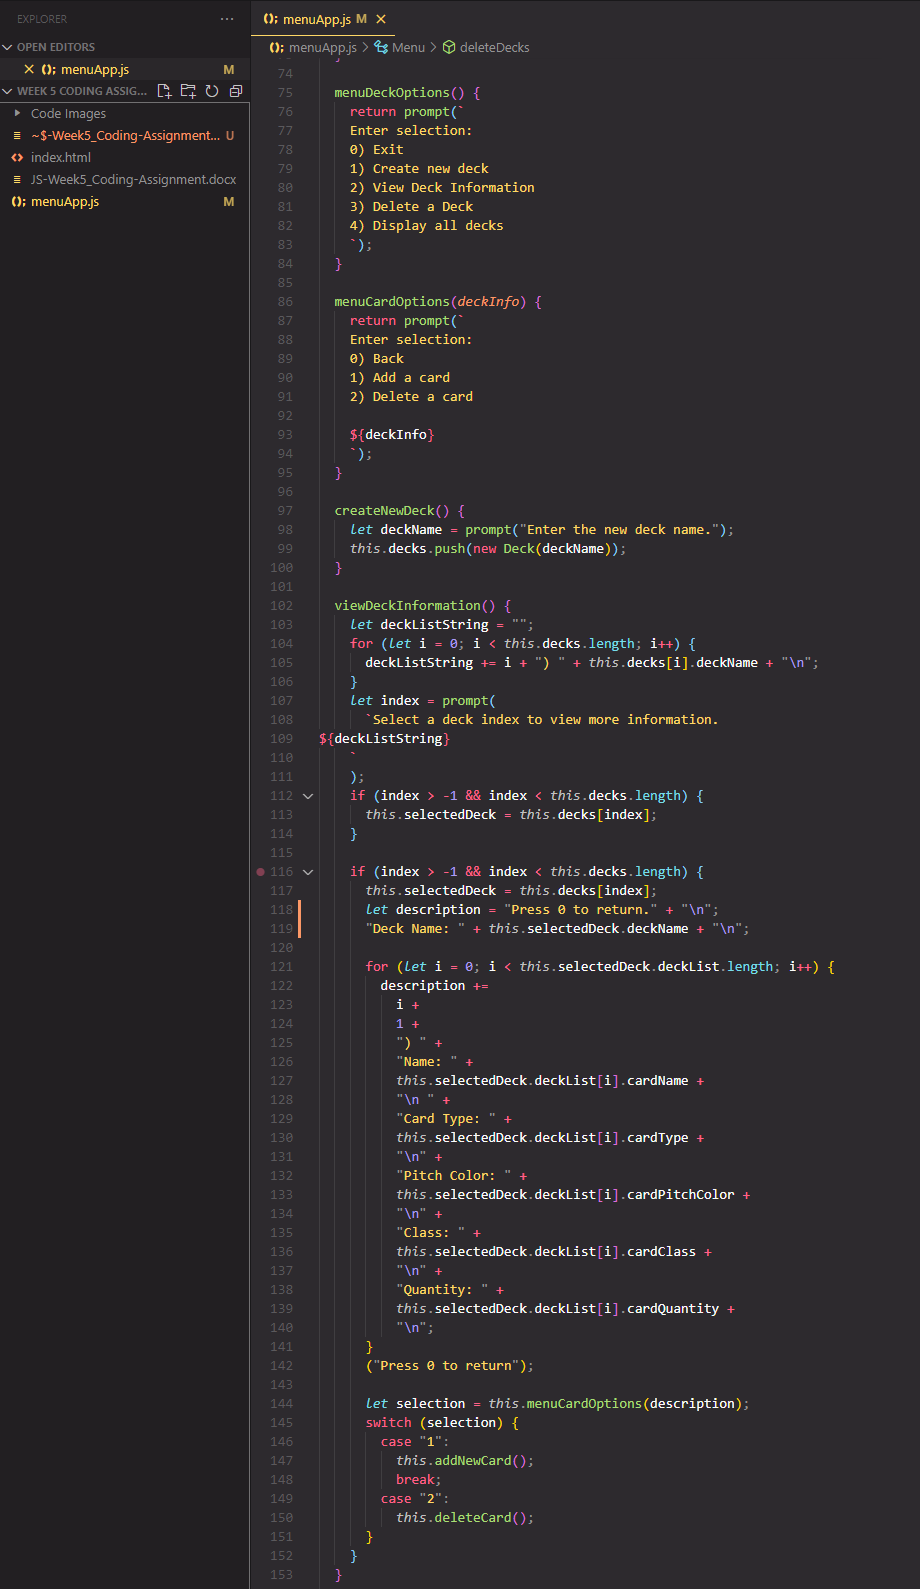 EXPLORER
OPEN EDITORS
menuApp.js M
WEEK 5 CODING ASSIG...
Code Images
~$-Week5_Coding-Assignment... U
index.html
JS-Week5_Coding-Assignment.docx
menuApp.js M
menuApp.js M
menuApp.js > Menu > deleteDecks
74
75 menuDeckOptions() {
76 return prompt(`
77 Enter selection:
78 0) Exit
79 1) Create new deck
80 2) View Deck Information
81 3) Delete a Deck
82 4) Display all decks
83 `);
84 }
85
86 menuCardOptions(deckInfo) {
87 return prompt(`
88 Enter selection:
89 0) Back
90 1) Add a card
91 2) Delete a card
92
93 ${deckInfo}
94 `);
95 }
96
97 createNewDeck() {
98 let deckName = prompt("Enter the new deck name.");
99 this.decks.push(new Deck(deckName));
100 }
101
102 viewDeckInformation() {
103 let deckListString = "";
104 for (let i = 0; i < this.decks.length; i++) {
105 deckListString += i + ") " + this.decks[i].deckName + "\n";
106 }
107 let index = prompt(
108 `Select a deck index to view more information.
109 ${deckListString}
110 `
111 );
112 if (index > -1 && index < this.decks.length) {
113 this.selectedDeck = this.decks[index];
114 }
115
116 if (index > -1 && index < this.decks.length) {
117 this.selectedDeck = this.decks[index];
118 let description = "Press 0 to return." + "\n";
119 "Deck Name: " + this.selectedDeck.deckName + "\n";
120
121 for (let i = 0; i < this.selectedDeck.deckList.length; i++) {
122 description +=
123 i +
124 1 +
125 ") " +
126 "Name: " +
127 this.selectedDeck.deckList[i].cardName +
128 "\n " +
129 "Card Type: " +
130 this.selectedDeck.deckList[i].cardType +
131 "\n" +
132 "Pitch Color: " +
133 this.selectedDeck.deckList[i].cardPitchColor +
134 "\n" +
135 "Class: " +
136 this.selectedDeck.deckList[i].cardClass +
137 "\n" +
138 "Quantity: " +
139 this.selectedDeck.deckList[i].cardQuantity +
140 "\n";
141 }
142 ("Press 0 to return");
143
144 let selection = this.menuCardOptions(description);
145 switch (selection) {
146 case "1":
147 this.addNewCard();
148 break;
149 case "2":
150 this.deleteCard();
151 }
152 }
153 }